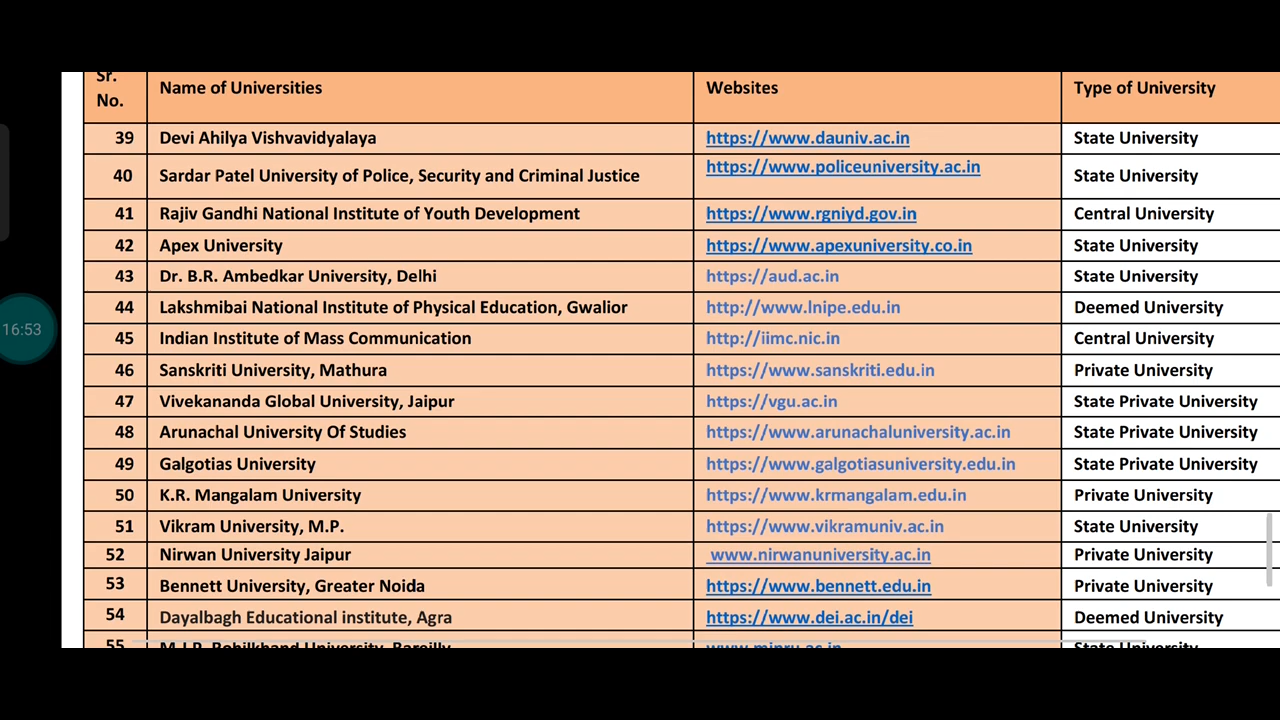 Sr.
No. Name of Universities Websites Type of University
39 Devi Ahilya Vishvavidyalaya https://www.dauniv.ac.in State University
40 Sardar Patel University of Police, Security and Criminal Justice https://www.policeuniversity.ac.in State University
41 Rajiv Gandhi National Institute of Youth Development https://www.rgniyd.gov.in Central University
42 Apex University https://www.apexuniversity.co.in State University
43 Dr. B.R. Ambedkar University, Delhi https://aud.ac.in State University
44 Lakshmibai National Institute of Physical Education, Gwalior http://www.lnipe.edu.in Deemed University
16:53
45 Indian Institute of Mass Communication http://iimc.nic.in Central University
46 Sanskriti University, Mathura https://www.sanskriti.edu.in Private University
47 Vivekananda Global University, Jaipur https://vgu.ac.in State Private University
48 Arunachal University Of Studies https://www.arunachaluniversity.ac.in State Private University
49 Galgotias University https://www.galgotiasuniversity.edu.in State Private University
50 K.R. Mangalam University https://www.krmangalam.edu.in Private University
51 Vikram University, M.P. https://www.vikramuniv.ac.in State University
52 Nirwan University Jaipur www.nirwanuniversity.ac.in Private University
53 Bennett University, Greater Noida https://www.bennett.edu.in Private University
54 Dayalbagh Educational institute, Agra https://www.dei.ac.in/dei Deemed University
55 M.J.P. Rohilkhand University, Bareilly www.mjpru.ac.in State University